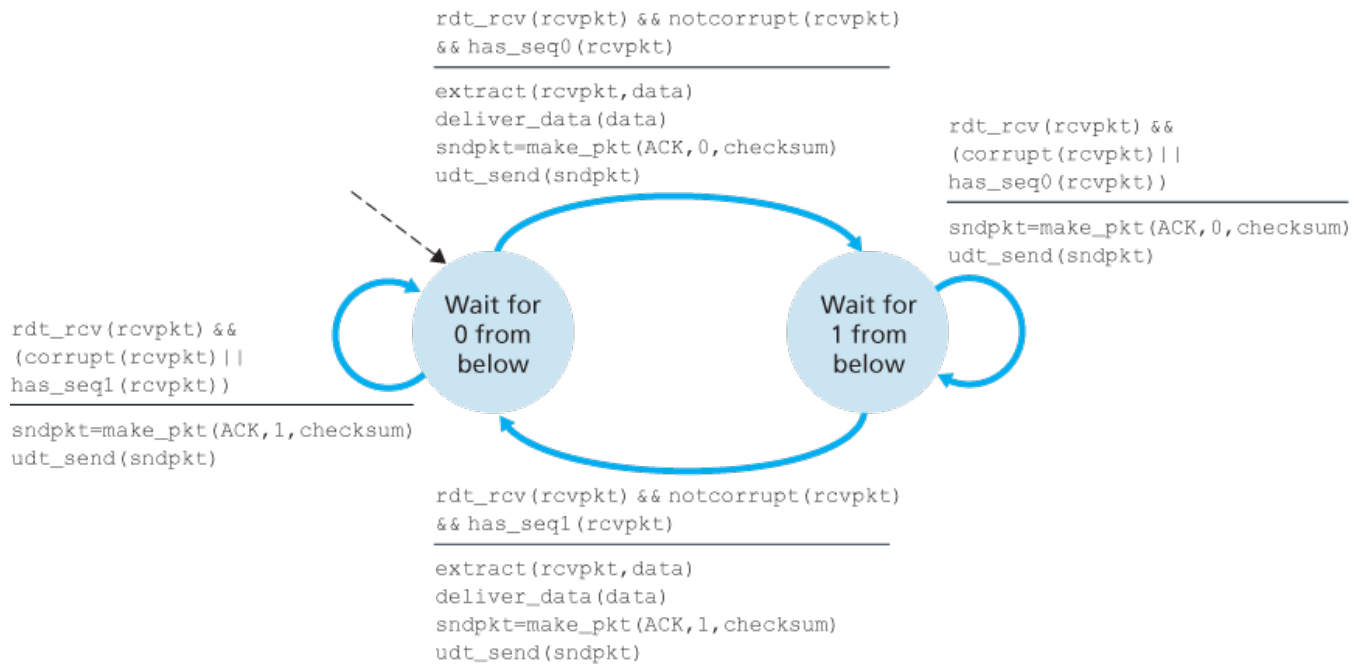 rdt_rcv(rcvpkt) && notcorrupt(rcvpkt)
&& has_seq0(rcvpkt)
extract(rcvpkt,data)
deliver_data(data)
sndpkt=make_pkt(ACK,0,checksum)
udt_send(sndpkt)
rdt_rcv(rcvpkt) &&
(corrupt(rcvpkt)||
has_seq0(rcvpkt))
sndpkt=make_pkt(ACK,0,checksum)
udt_send(sndpkt)
Wait for
0 from
below
Wait for
1 from
below
rdt_rcv(rcvpkt) &&
(corrupt(rcvpkt)||
has_seq1(rcvpkt))
sndpkt=make_pkt(ACK,1,checksum)
udt_send(sndpkt)
rdt_rcv(rcvpkt) && notcorrupt(rcvpkt)
&& has_seq1(rcvpkt)
extract(rcvpkt,data)
deliver_data(data)
sndpkt=make_pkt(ACK,1,checksum)
udt_send(sndpkt)